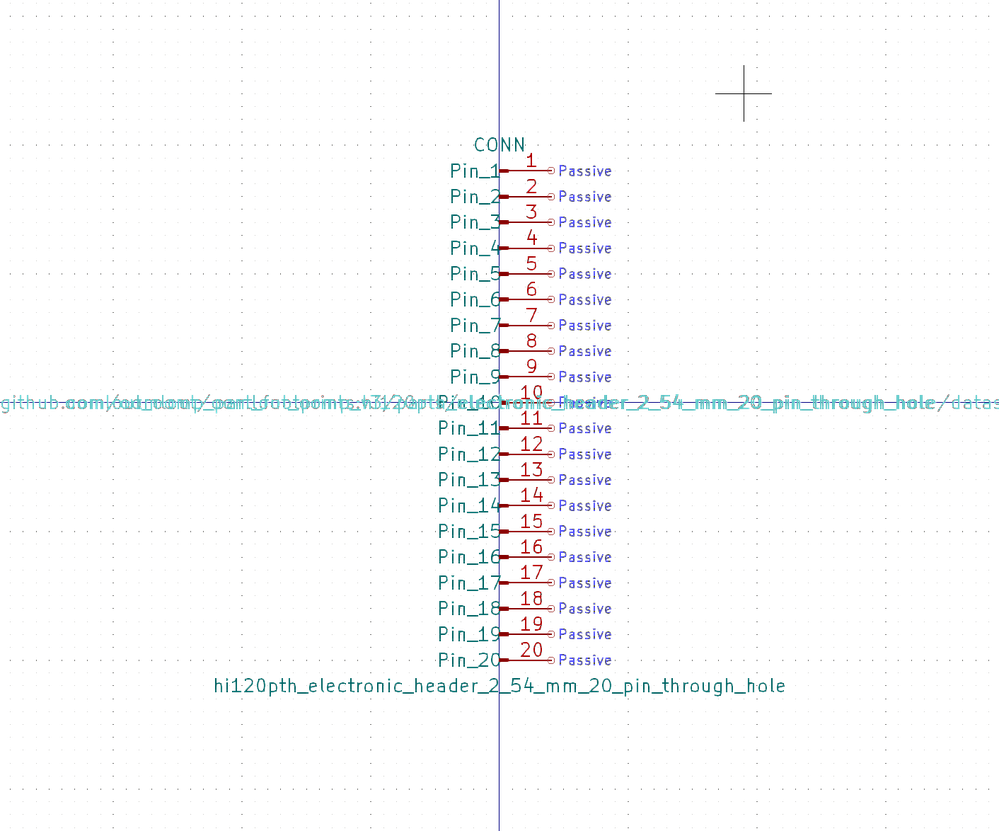 CONN
Pin_1 1 Passive
Pin_2 2 Passive
Pin_3 3 Passive
Pin_4 4 Passive
Pin_5 5 Passive
Pin_6 6 Passive
Pin_7 7 Passive
Pin_8 8 Passive
Pin_9 9 Passive
10
Pin_11 11 Passive
Pin_12 12 Passive
Pin_13 13 Passive
Pin_14 14 Passive
Pin_15 15 Passive
Pin_16 16 Passive
Pin_17 17 Passive
Pin_18 18 Passive
Pin_19 19 Passive
Pin_20 20 Passive
hi120pth_electronic_header_2_54_mm_20_pin_through_hole